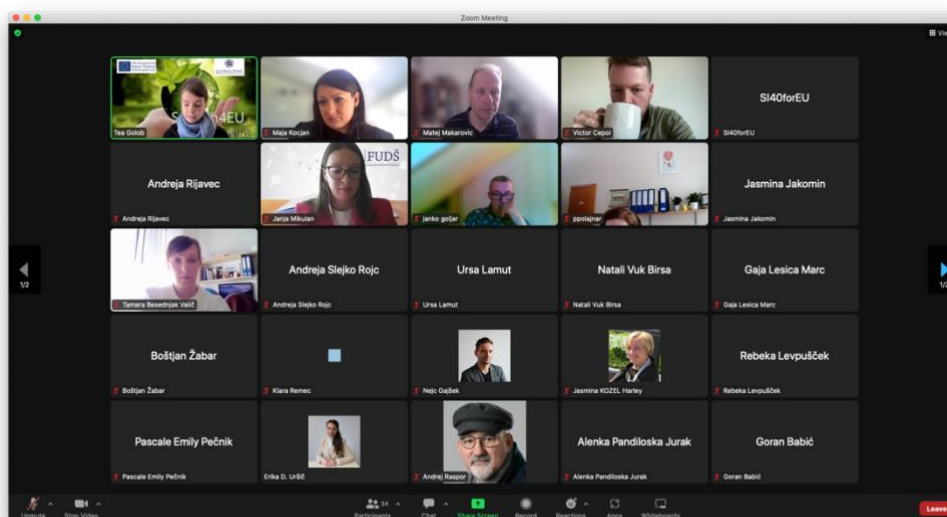 Zoom Meeting
Vie
4EU
Tea Golob
Maja Kocjan
Matej Makarovic
Victor Cepoi
SI40forEU
SI40forEU
Andreja Rijavec
Andreja Rijavec
FUDŠ
Janja Mikulan
janko goljar
ppolajnar
Jasmina Jakomin
Jasmina Jakomin
1/2
Tamara Besednjak Valič
Andreja Slejko Rojc
Andreja Slejko Rojc
Ursa Lamut
Ursa Lamut
Natali Vuk Birsa
Natali Vuk Birsa
Gaja Lesica Marc
Gaja Lesica Marc
1/2
Boštjan Žabar
Boštjan Žabar
Klara Remec
Nejc Gajšek
Jasmina KOZEL Harley
Rebeka Levpušček
Rebeka Levpušček
Pascale Emily Pečnik
Pascale Emily Pečnik
Erika D. Uršič
Andrej Raspor
Alenka Pandiloska Jurak
Alenka Pandiloska Jurak
Goran Babić
Goran Babić
Unmute
Stop Video
34
Participants
Chat
Share Screen
Record
Reactions
Apps
Whiteboards
Leave